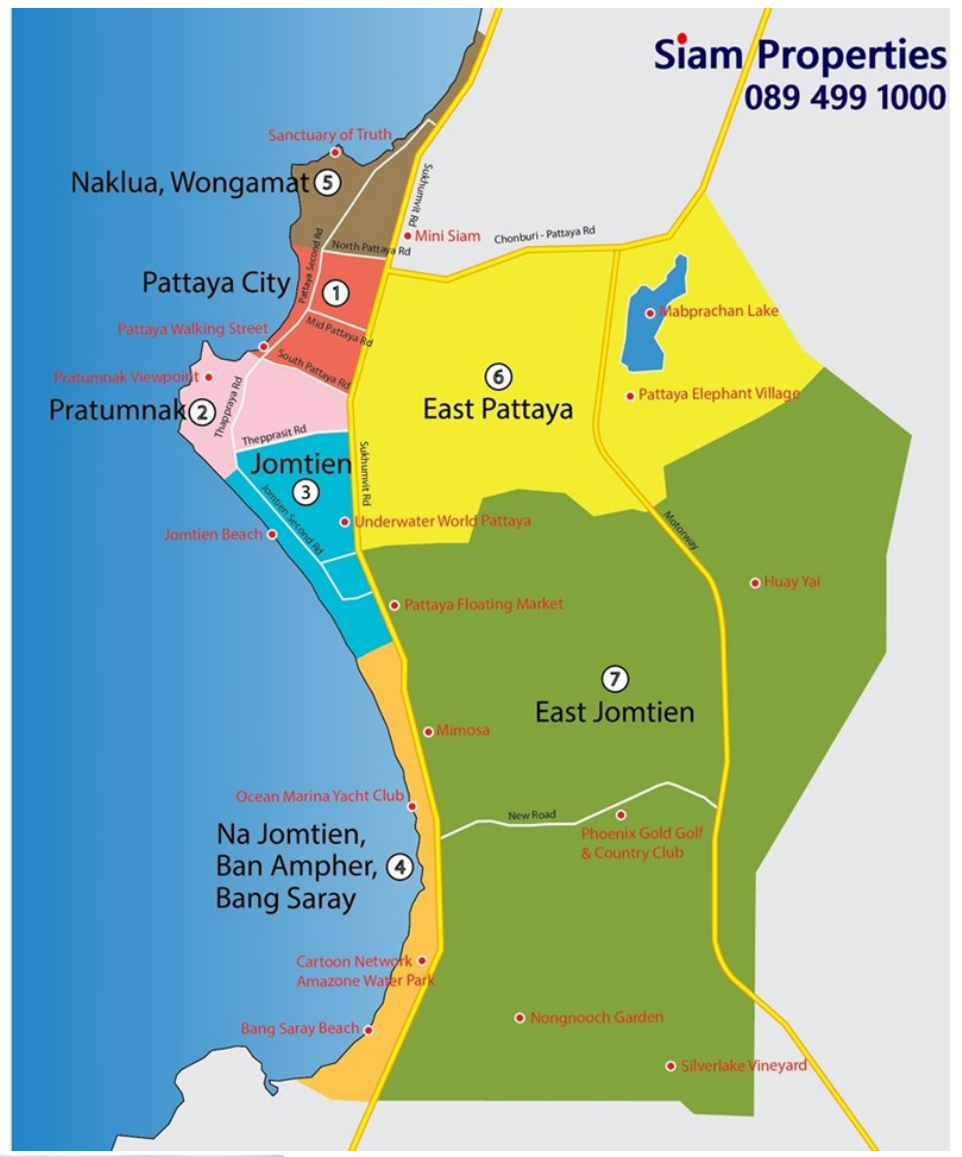 Siam Properties
089 499 1000
Sanctuary of Truth
Naklua, Wongamat 5
Sukhumvit Rd
Mini Siam
Chonburi - Pattaya Rd
North Pattaya Rd
Pattaya Second Rd
Pattaya City
1
Mabprachan Lake
Pattaya Walking Street
Mid Pattaya Rd
South Pattaya Rd
Pratumnak Viewpoint
6
Pattaya Elephant Village
Pratumnak 2
Thappraya Rd
East Pattaya
Thepprasit Rd
Jomtien
3
Sukhumvit Rd
Jomtien Second Rd
Underwater World Pattaya
Jomtien Beach
Motorway
Huay Yai
Pattaya Floating Market
7
East Jomtien
Mimosa
Ocean Marina Yacht Club
New Road
Phoenix Gold Golf
& Country Club
Na Jomtien,
Ban Ampher, 4
Bang Saray
Cartoon Network
Amazone Water Park
Bang Saray Beach
Nongnooch Garden
Silverlake Vineyard